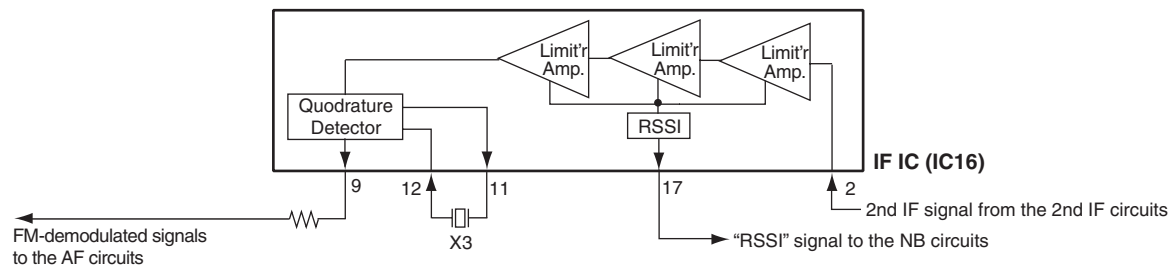 Limit'r
Amp.
Limit'r
Amp.
Limit'r
Amp.
Quodrature
Detector
RSSI
IF IC (IC16)
9
12
11
17
2
X3
2nd IF signal from the 2nd IF circuits
FM-demodulated signals
to the AF circuits
“RSSI” signal to the NB circuits